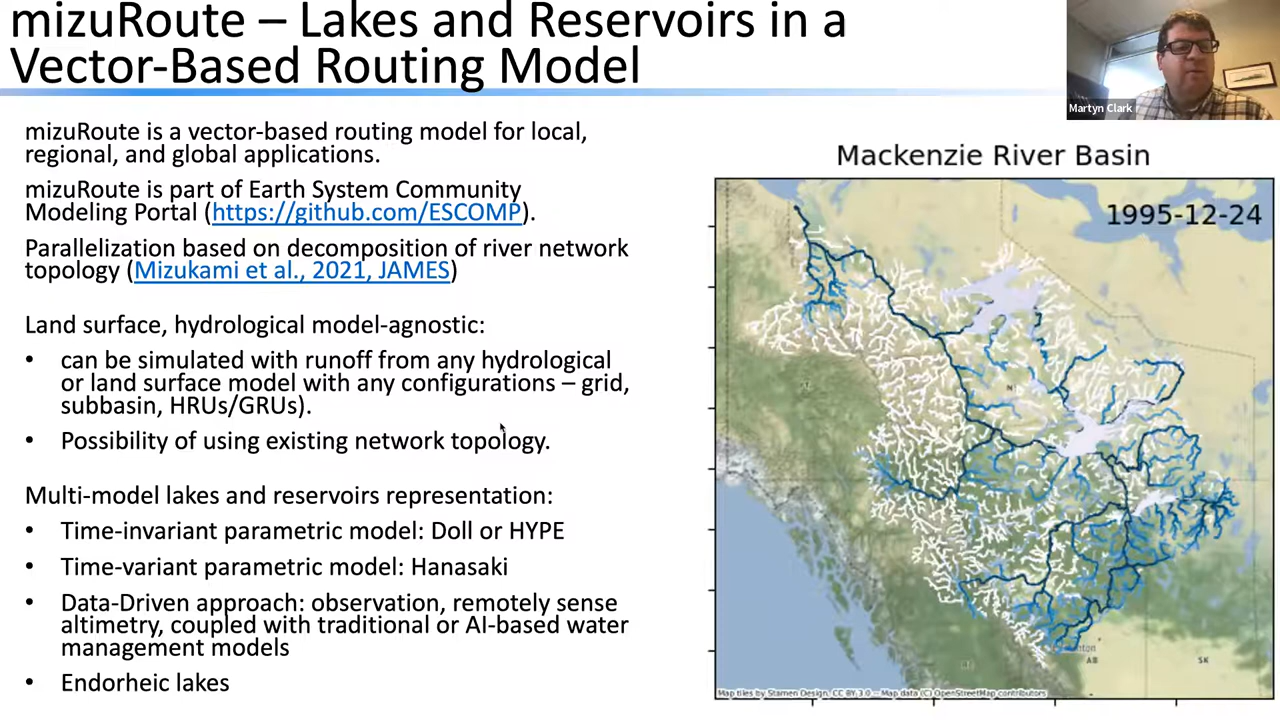 mizuRoute – Lakes and Reservoirs in a
Vector-Based Routing Model
Martyn Clark
mizuRoute is a vector-based routing model for local,
regional, and global applications.
mizuRoute is part of Earth System Community
Modeling Portal (https://github.com/ESCOMP).
Parallelization based on decomposition of river network
topology (Mizukami et al., 2021, JAMES)
Land surface, hydrological model-agnostic:
• can be simulated with runoff from any hydrological
or land surface model with any configurations – grid,
subbasin, HRUs/GRUs).
• Possibility of using existing network topology.
Multi-model lakes and reservoirs representation:
• Time-invariant parametric model: Doll or HYPE
• Time-variant parametric model: Hanasaki
• Data-Driven approach: observation, remotely sense
altimetry, coupled with traditional or AI-based water
management models
• Endorheic lakes
Mackenzie River Basin
1995-12-24
AB
SK
Map tiles by Stamen Design, CC BY 3.0 -- Map data (C) OpenStreetMap contributors